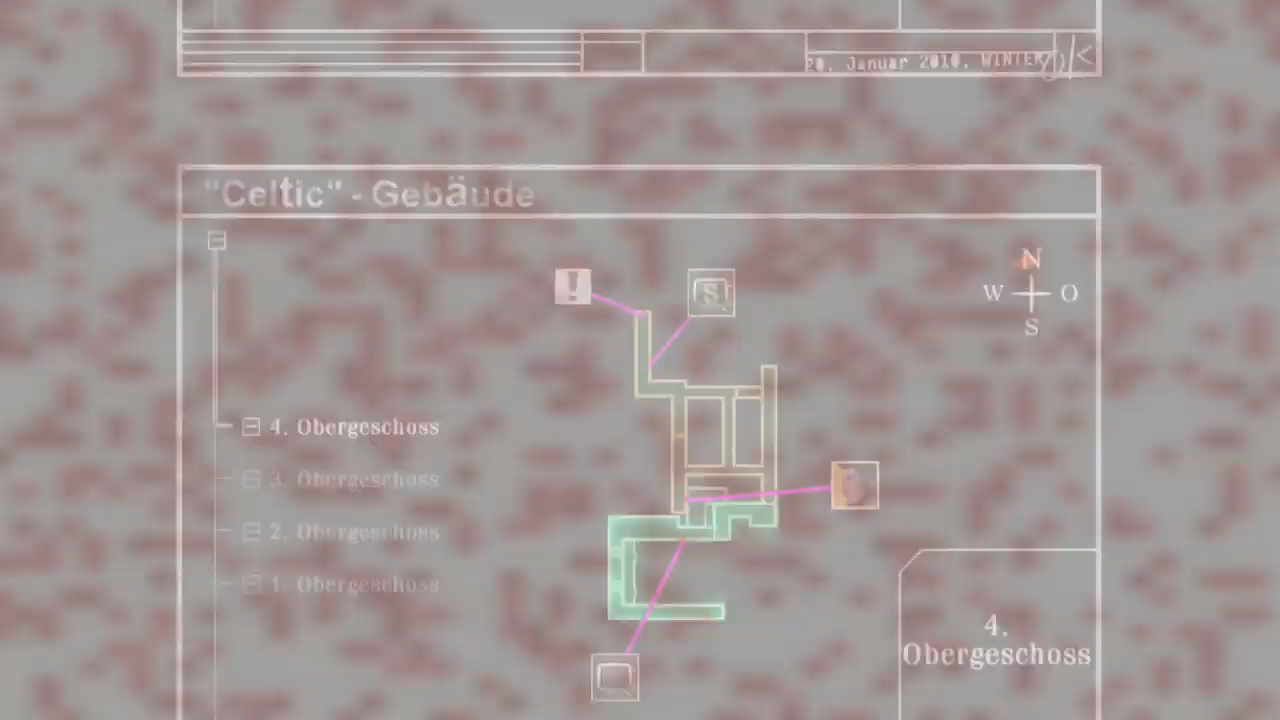 20. Januar 2010, WINTER
"Celtic" - Gebäude
!
S
N
W O
S
4. Obergeschoss
3. Obergeschoss
2. Obergeschoss
1. Obergeschoss
4.
Obergeschoss